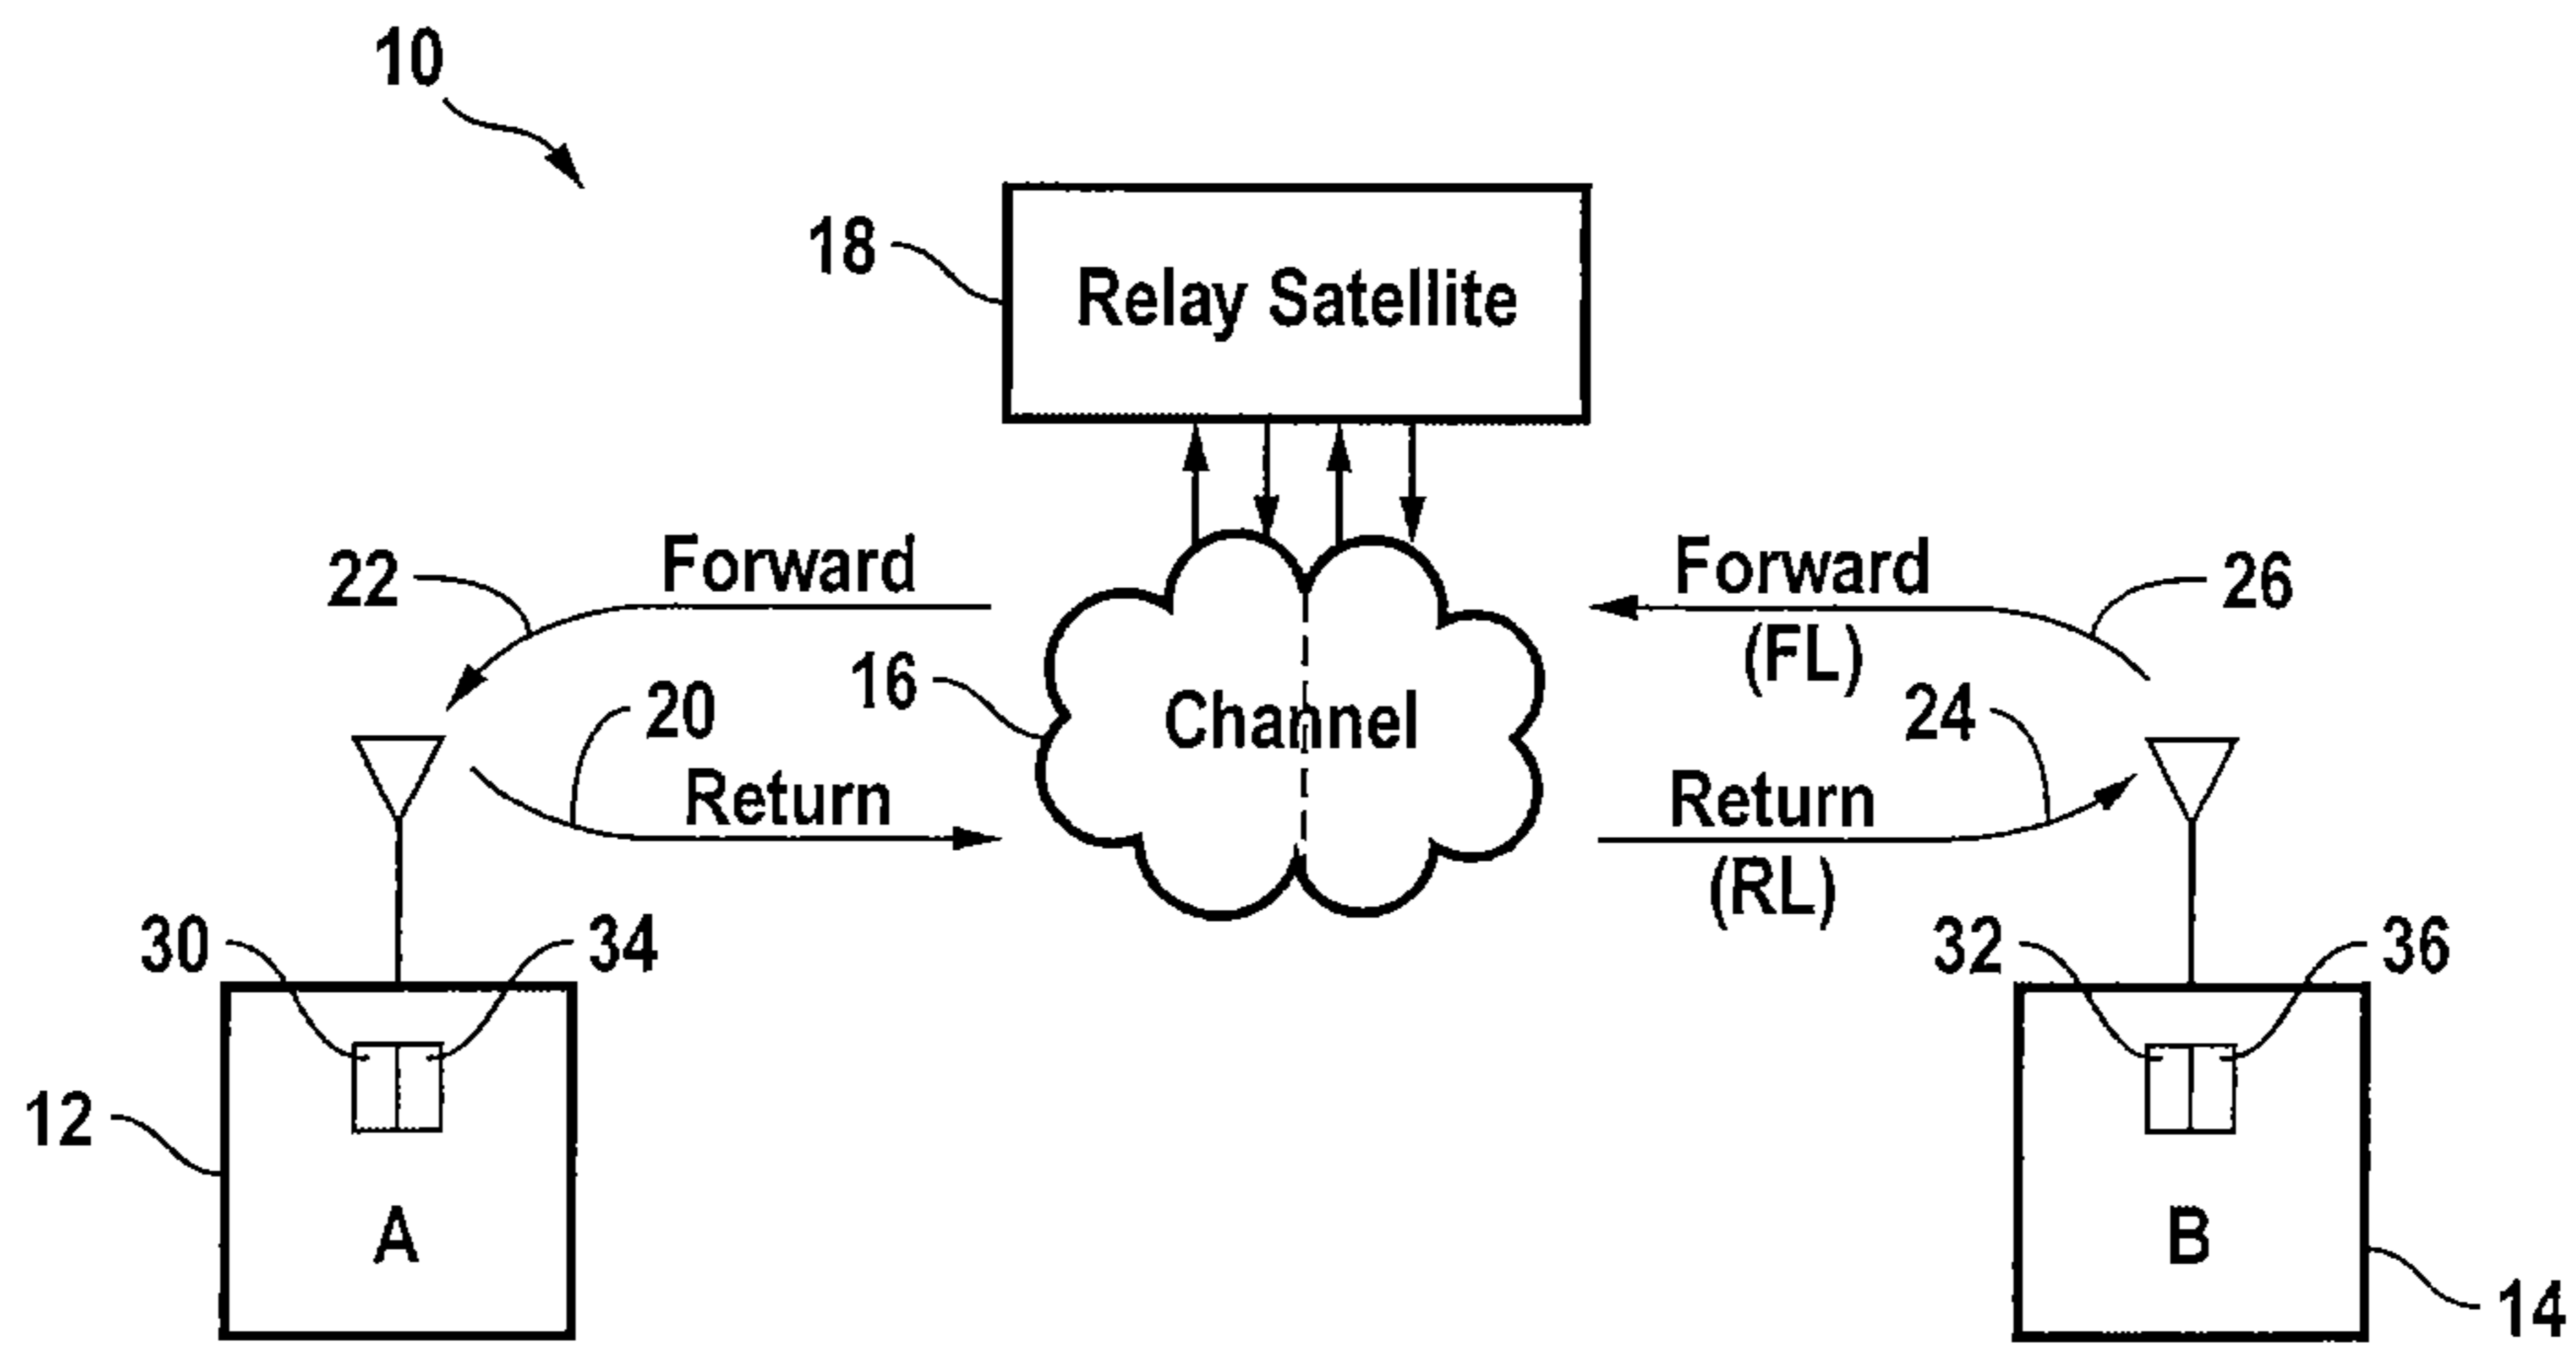 10
18
Relay Satellite
22
Forward
Forward
26
(FL)
16
20
Channel
24
Return
Return
(RL)
30
34
32
36
12
A
B
14